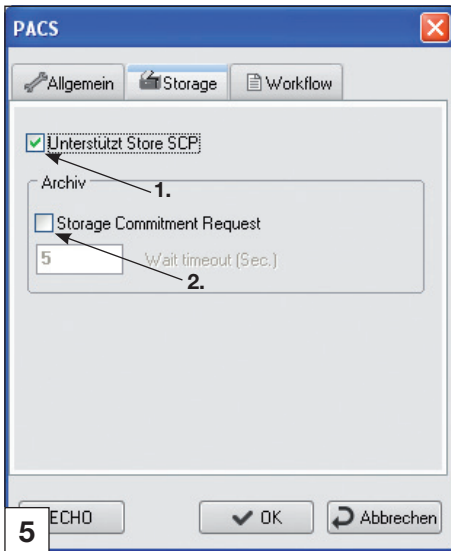 PACS
Allgemein Storage Workflow
Unterstützt Store SCP
Archiv
1.
Storage Commitment Request
5 Wait timeout (Sec.)
2.
5 ECHO OK Abbrechen